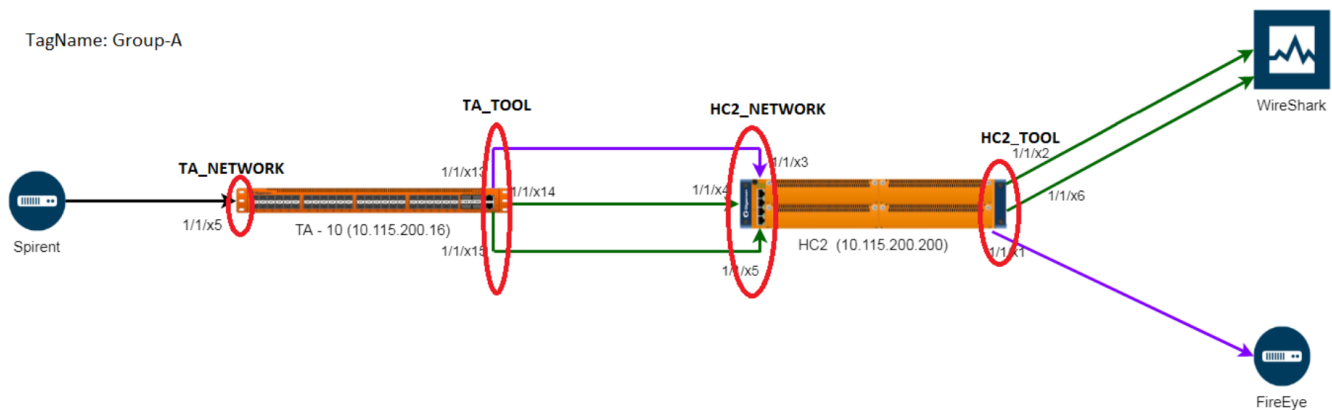 TagName: Group-A
WireShark
TA_TOOL
HC2_NETWORK
HC2_TOOL
TA_NETWORK
1/1/x13
1/1/x3
1/1/x2
1/1/x14
1/1/x4
1/1/x6
1/1/x5
TA - 10 (10.115.200.16)
HC2 (10.115.200.200)
Spirent
1/1/x15
1/1/x5
1/1/x1
FireEye